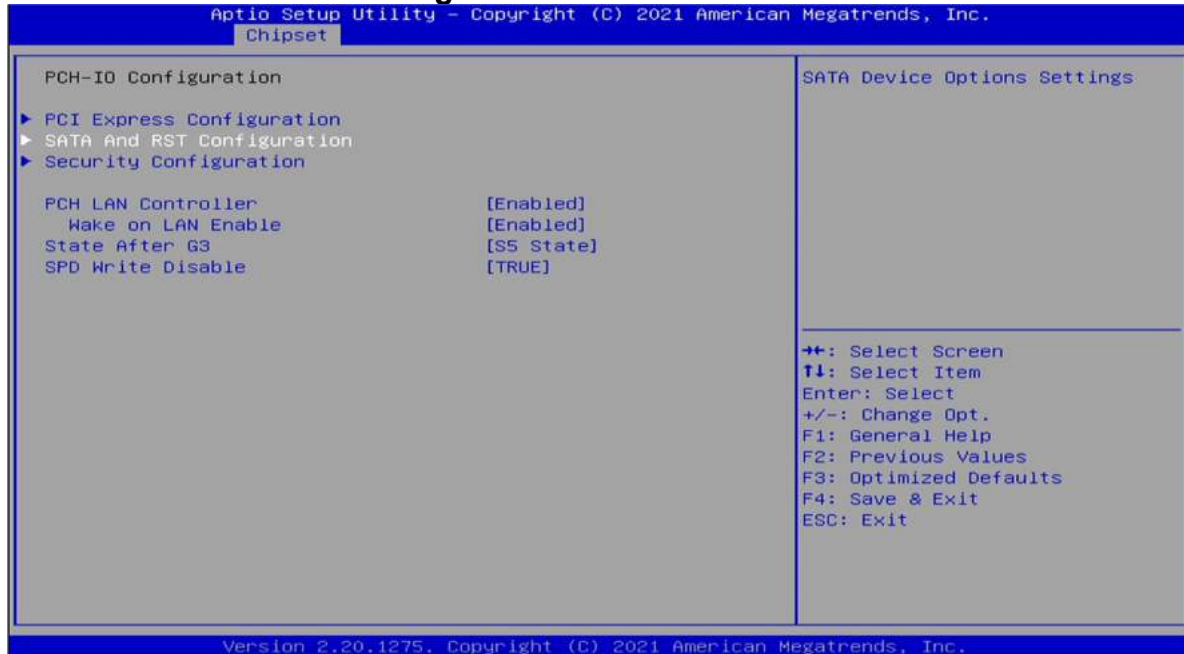 Aptio Setup Utility – Copyright (C) 2021 American Megatrends, Inc.
Chipset
PCH-IO Configuration
PCI Express Configuration
SATA And RST Configuration
Security Configuration
PCH LAN Controller [Enabled]
Wake on LAN Enable [Enabled]
State After G3 [S5 State]
SPD Write Disable [TRUE]
SATA Device Options Settings
→←: Select Screen
↑↓: Select Item
Enter: Select
+/-: Change Opt.
F1: General Help
F2: Previous Values
F3: Optimized Defaults
F4: Save & Exit
ESC: Exit
Version 2.20.1275. Copyright (C) 2021 American Megatrends, Inc.